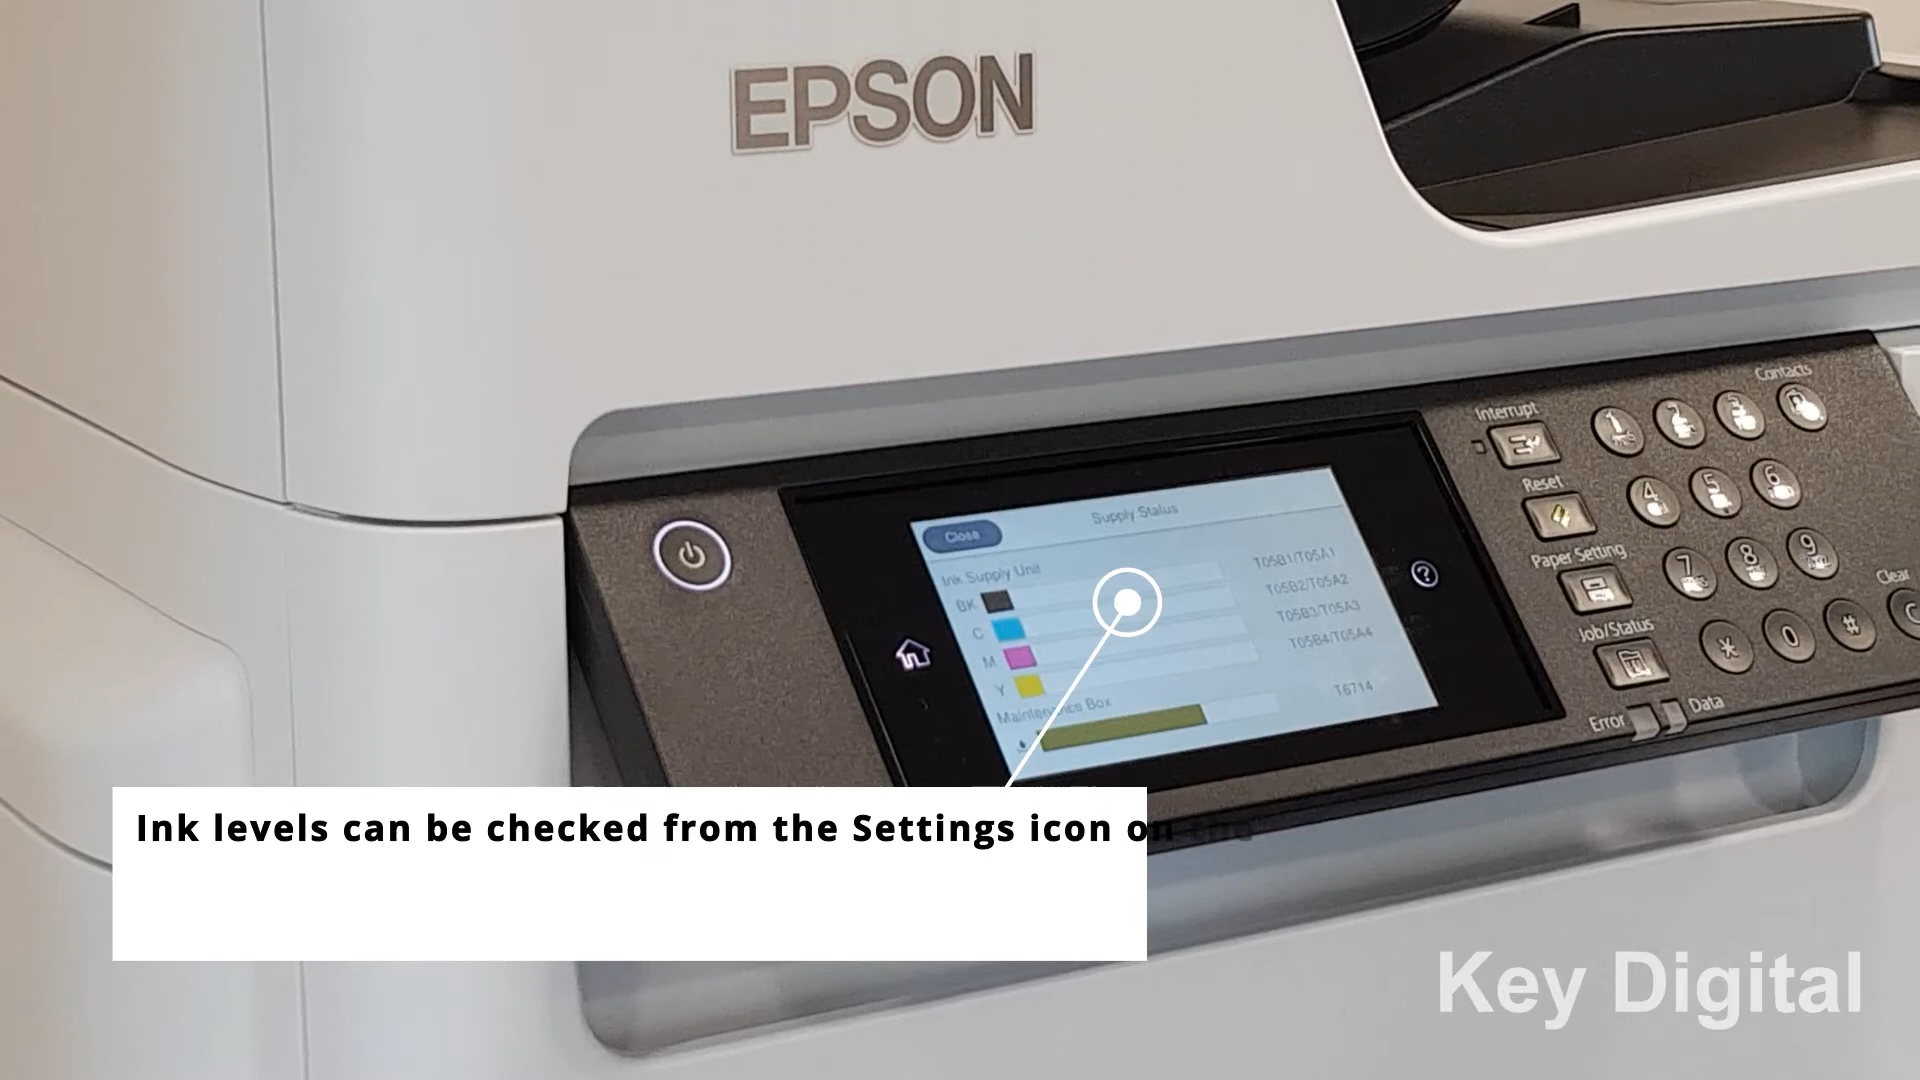 EPSON
Contacts
Interrupt
1 2 3
Reset
4 5 6
Supply Status
Close
Paper Setting
7 8 9
Ink Supply Unit
T05B1/T05A1
BK
T05B2/T05A2
C
T05B3/T05A3
M
T05B4/T05A4
Y
Clear
C
Job/Status
* 0 #
Maintenance Box
T6714
Error
Data
Ink levels can be checked from the Settings icon on the
Key Digital